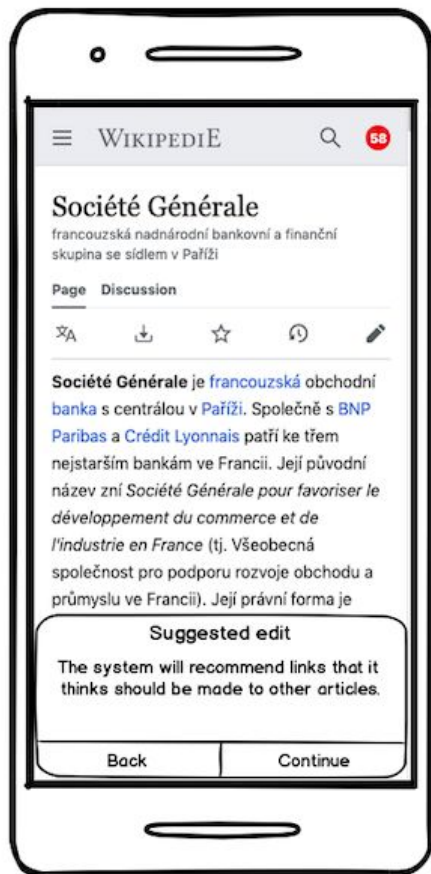 WIKIPEDIE
58
Société Générale
francouzská nadnárodní bankovní a finanční
skupina se sídlem v Paříži
Page Discussion
Société Générale je francouzská obchodní
banka s centrálou v Paříži. Společně s BNP
Paribas a Crédit Lyonnais patří ke třem
nejstarším bankám ve Francii. Její původní
název zní Société Générale pour favoriser le
développement du commerce et de
l'industrie en France (tj. Všeobecná
společnost pro podporu rozvoje obchodu a
průmyslu ve Francii). Její právní forma je
Suggested edit
The system will recommend links that it
thinks should be made to other articles.
Back Continue